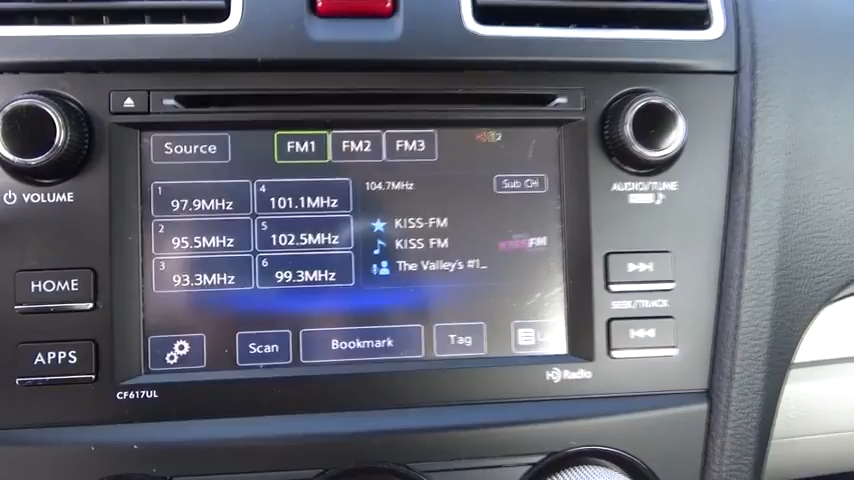 Source
FM1
FM2
FM3
1 97.9MHz
4 101.1MHz
2 95.5MHz
5 102.5MHz
3 93.3MHz
6 99.3MHz
104.7MHz
Sub CH
KISS-FM
KISS FM
The Valley's #1_
KISSFM
Scan
Bookmark
Tag
VOLUME
HOME
APPS
CF617UL
AUDIO/TUNE
SEEK/TRACK
HD Radio